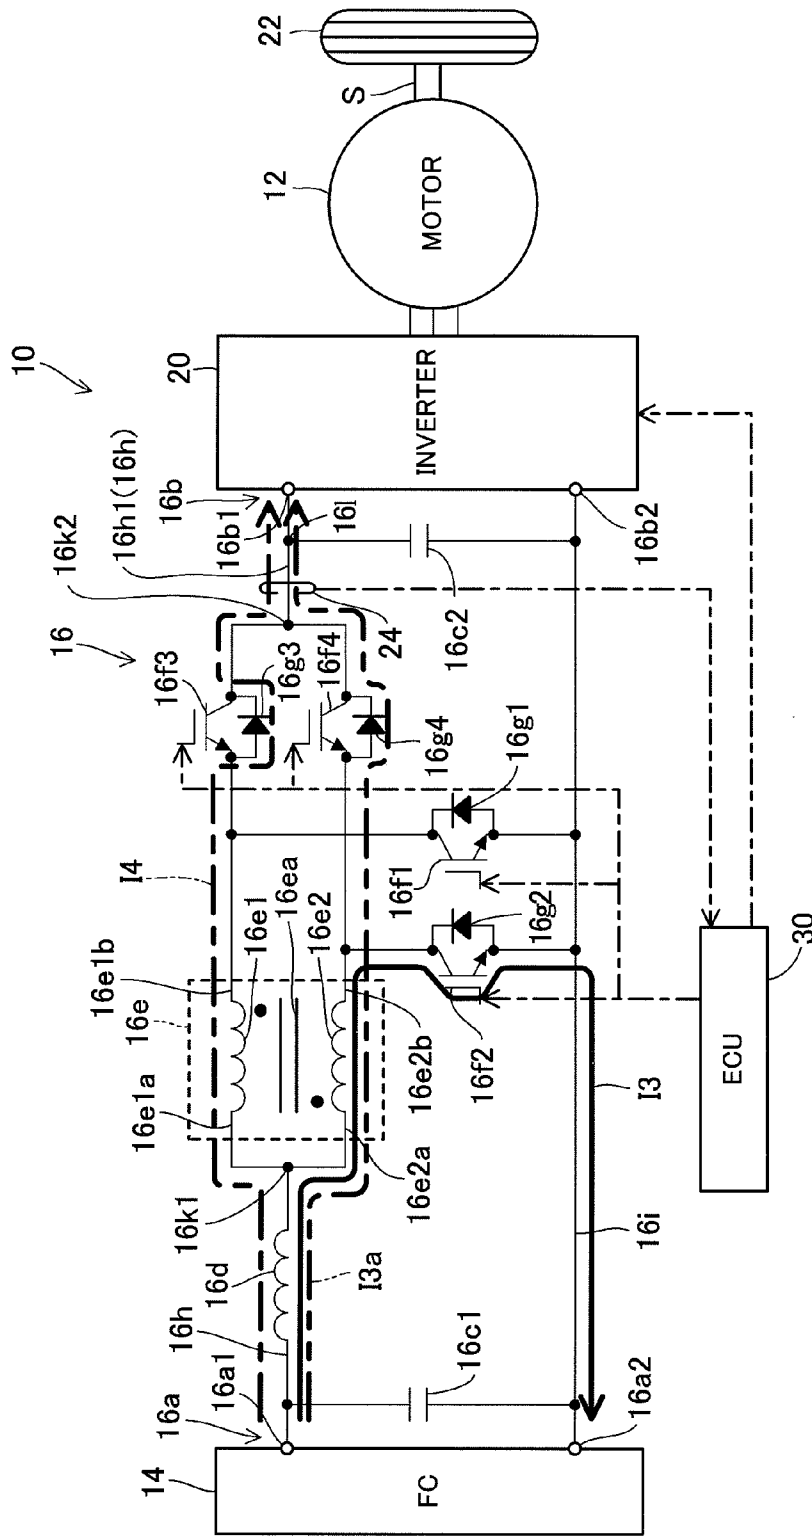 10
16
16a
16a1
16h
16d
16k1
16e1a
16e
16e1b
I4
16e1
16ea
16e2
16f3
16g3
16f4
16k2
16h1(16h)
16b
16b1
16l
20
12
S
22
14
FC
16c1
I3a
16e2a
16e2b
16f2
16g2
16f1
16g1
16g4
24
16c2
INVERTER
MOTOR
16b2
16a2
16i
I3
ECU
30